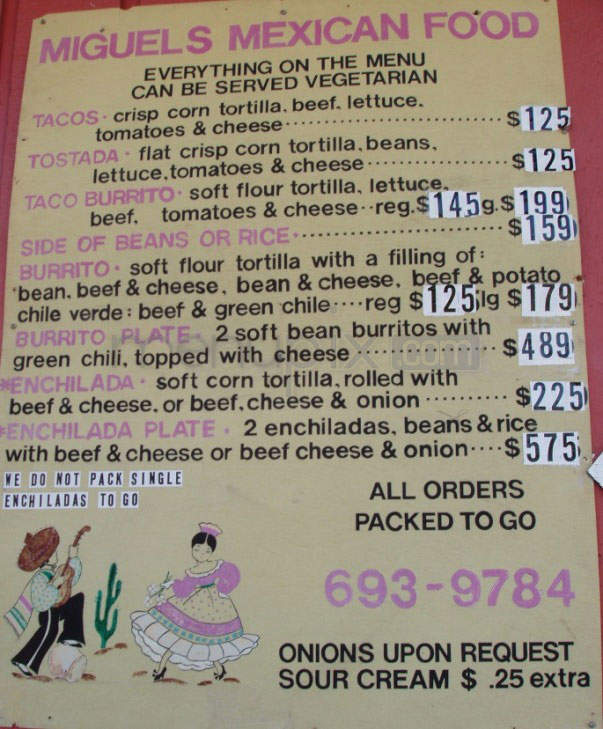 MIGUELS MEXICAN FOOD
EVERYTHING ON THE MENU
CAN BE SERVED VEGETARIAN
TACOS· crisp corn tortilla. beef. lettuce.
tomatoes & cheese································ $125
TOSTADA· flat crisp corn tortilla, beans,
lettuce,tomatoes & cheese·················· $125
TACO BURRITO· soft flour tortilla, lettuce,
beef, tomatoes & cheese··reg.$145g.$199
SIDE OF BEANS OR RICE······························ $159
BURRITO· soft flour tortilla with a filling of:
bean, beef & cheese, bean & cheese, beef & potato
chile verde: beef & green chile····reg $125lg $179
BURRITO PLATE· 2 soft bean burritos with
green chili, topped with cheese················ $489
*ENCHILADA· soft corn tortilla, rolled with
beef & cheese, or beef,cheese & onion·········· $225
*ENCHILADA PLATE· 2 enchiladas, beans & rice
with beef & cheese or beef cheese & onion····$575
WE DO NOT PACK SINGLE
ENCHILADAS TO GO
ALL ORDERS
PACKED TO GO
693-9784
ONIONS UPON REQUEST
SOUR CREAM $ .25 extra